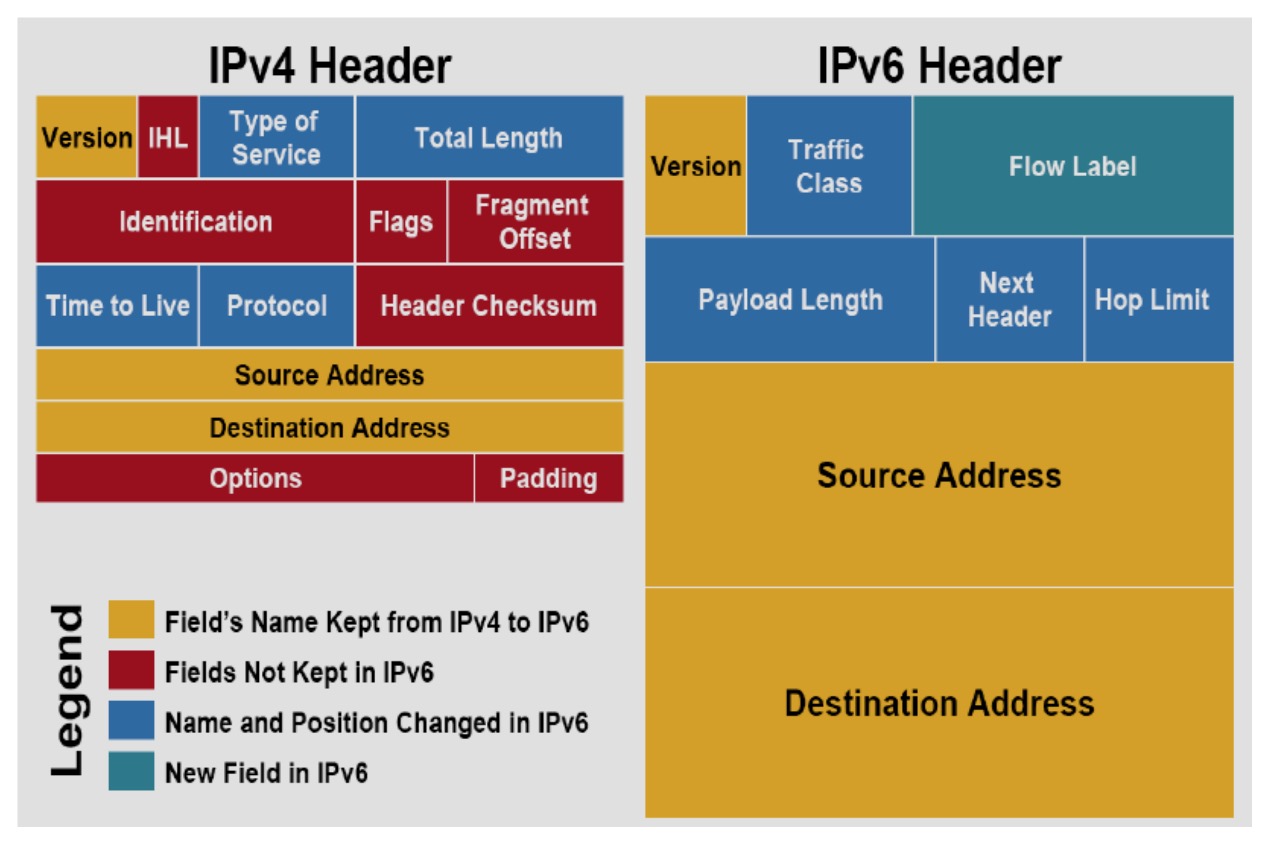 IPv4 Header
Version
IHL
Type of
Service
Total Length
Identification
Flags
Fragment
Offset
Time to Live
Protocol
Header Checksum
Source Address
Destination Address
Options
Padding
IPv6 Header
Version
Traffic
Class
Flow Label
Payload Length
Next
Header
Hop Limit
Source Address
Destination Address
Legend
Field’s Name Kept from IPv4 to IPv6
Fields Not Kept in IPv6
Name and Position Changed in IPv6
New Field in IPv6